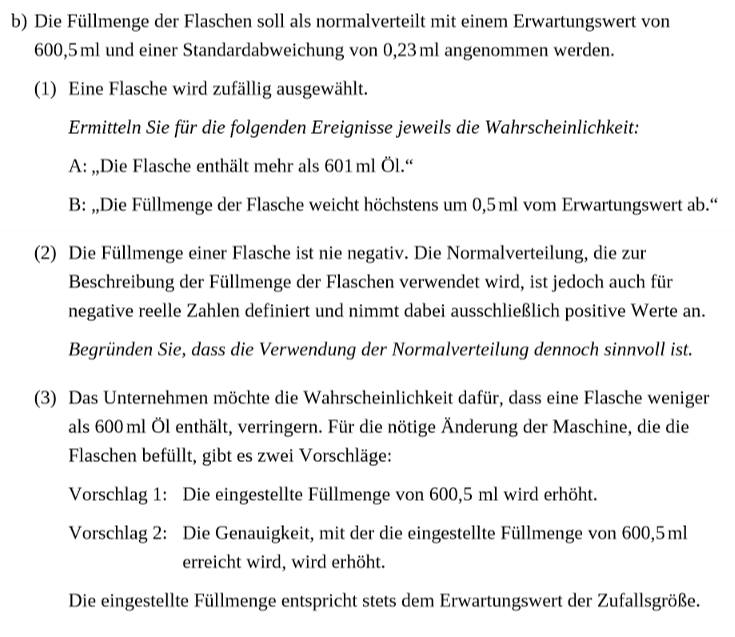 b) Die Füllmenge der Flaschen soll als normalverteilt mit einem Erwartungswert von
600,5 ml und einer Standardabweichung von 0,23 ml angenommen werden.
(1) Eine Flasche wird zufällig ausgewählt.
Ermitteln Sie für die folgenden Ereignisse jeweils die Wahrscheinlichkeit:
A: „Die Flasche enthält mehr als 601 ml Öl.“
B: „Die Füllmenge der Flasche weicht höchstens um 0,5 ml vom Erwartungswert ab.“
(2) Die Füllmenge einer Flasche ist nie negativ. Die Normalverteilung, die zur
Beschreibung der Füllmenge der Flaschen verwendet wird, ist jedoch auch für
negative reelle Zahlen definiert und nimmt dabei ausschließlich positive Werte an.
Begründen Sie, dass die Verwendung der Normalverteilung dennoch sinnvoll ist.
(3) Das Unternehmen möchte die Wahrscheinlichkeit dafür, dass eine Flasche weniger
als 600 ml Öl enthält, verringern. Für die nötige Änderung der Maschine, die die
Flaschen befüllt, gibt es zwei Vorschläge:
Vorschlag 1: Die eingestellte Füllmenge von 600,5 ml wird erhöht.
Vorschlag 2: Die Genauigkeit, mit der die eingestellte Füllmenge von 600,5 ml
erreicht wird, wird erhöht.
Die eingestellte Füllmenge entspricht stets dem Erwartungswert der Zufallsgröße.